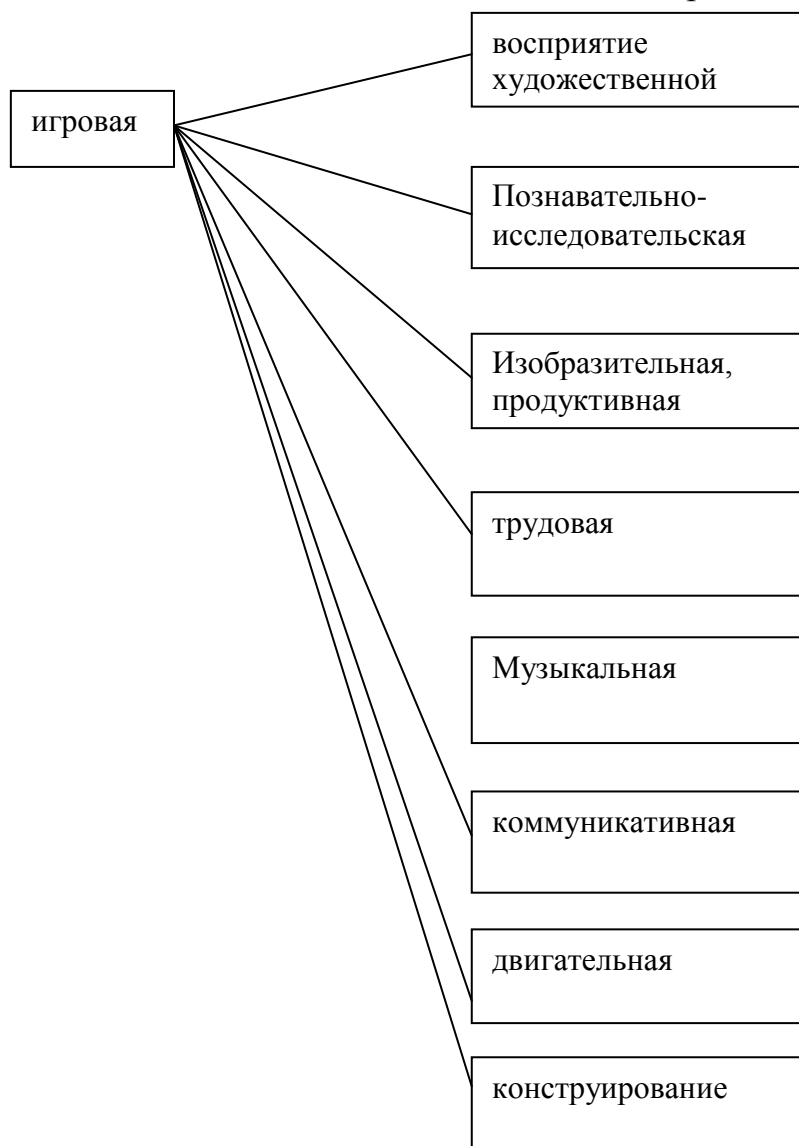 восприятие
художественной
игровая
Познавательно-
исследовательская
Изобразительная,
продуктивная
трудовая
Музыкальная
коммуникативная
двигательная
конструирование